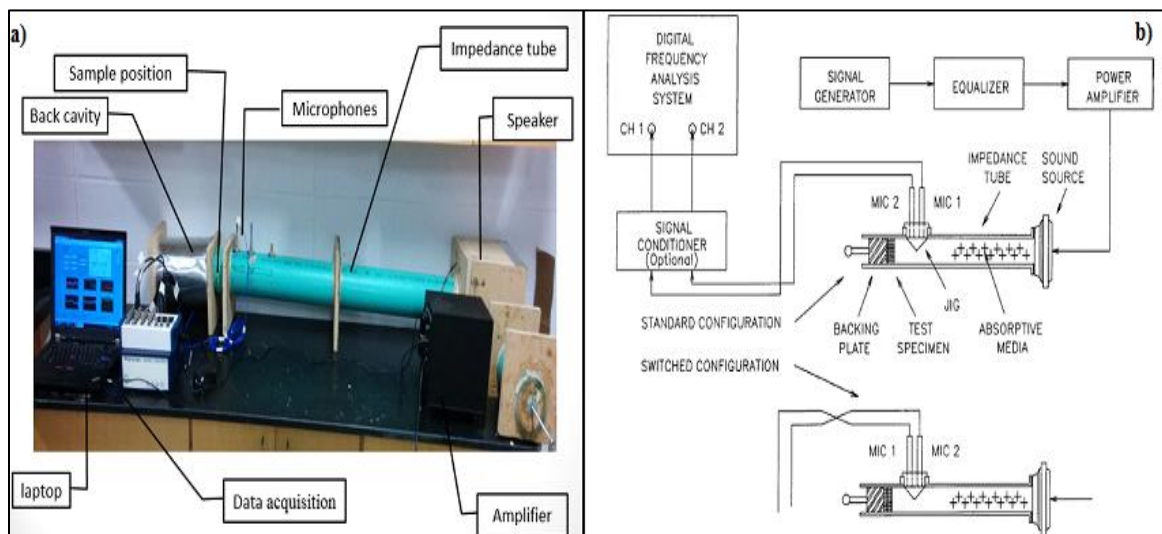 a)
Impedance tube
Sample position
Microphones
Back cavity
Speaker
laptop
Data acquisition
Amplifier
b)
DIGITAL
FREQUENCY
ANALYSIS
SYSTEM
CH 1
CH 2
SIGNAL
GENERATOR
EQUALIZER
POWER
AMPLIFIER
IMPEDANCE
TUBE
SOUND
SOURCE
MIC 2
MIC 1
SIGNAL
CONDITIONER
(Optional)
JIG
STANDARD CONFIGURATION
BACKING
PLATE
TEST
SPECIMEN
ABSORPTIVE
MEDIA
SWITCHED CONFIGURATION
MIC 1
MIC 2